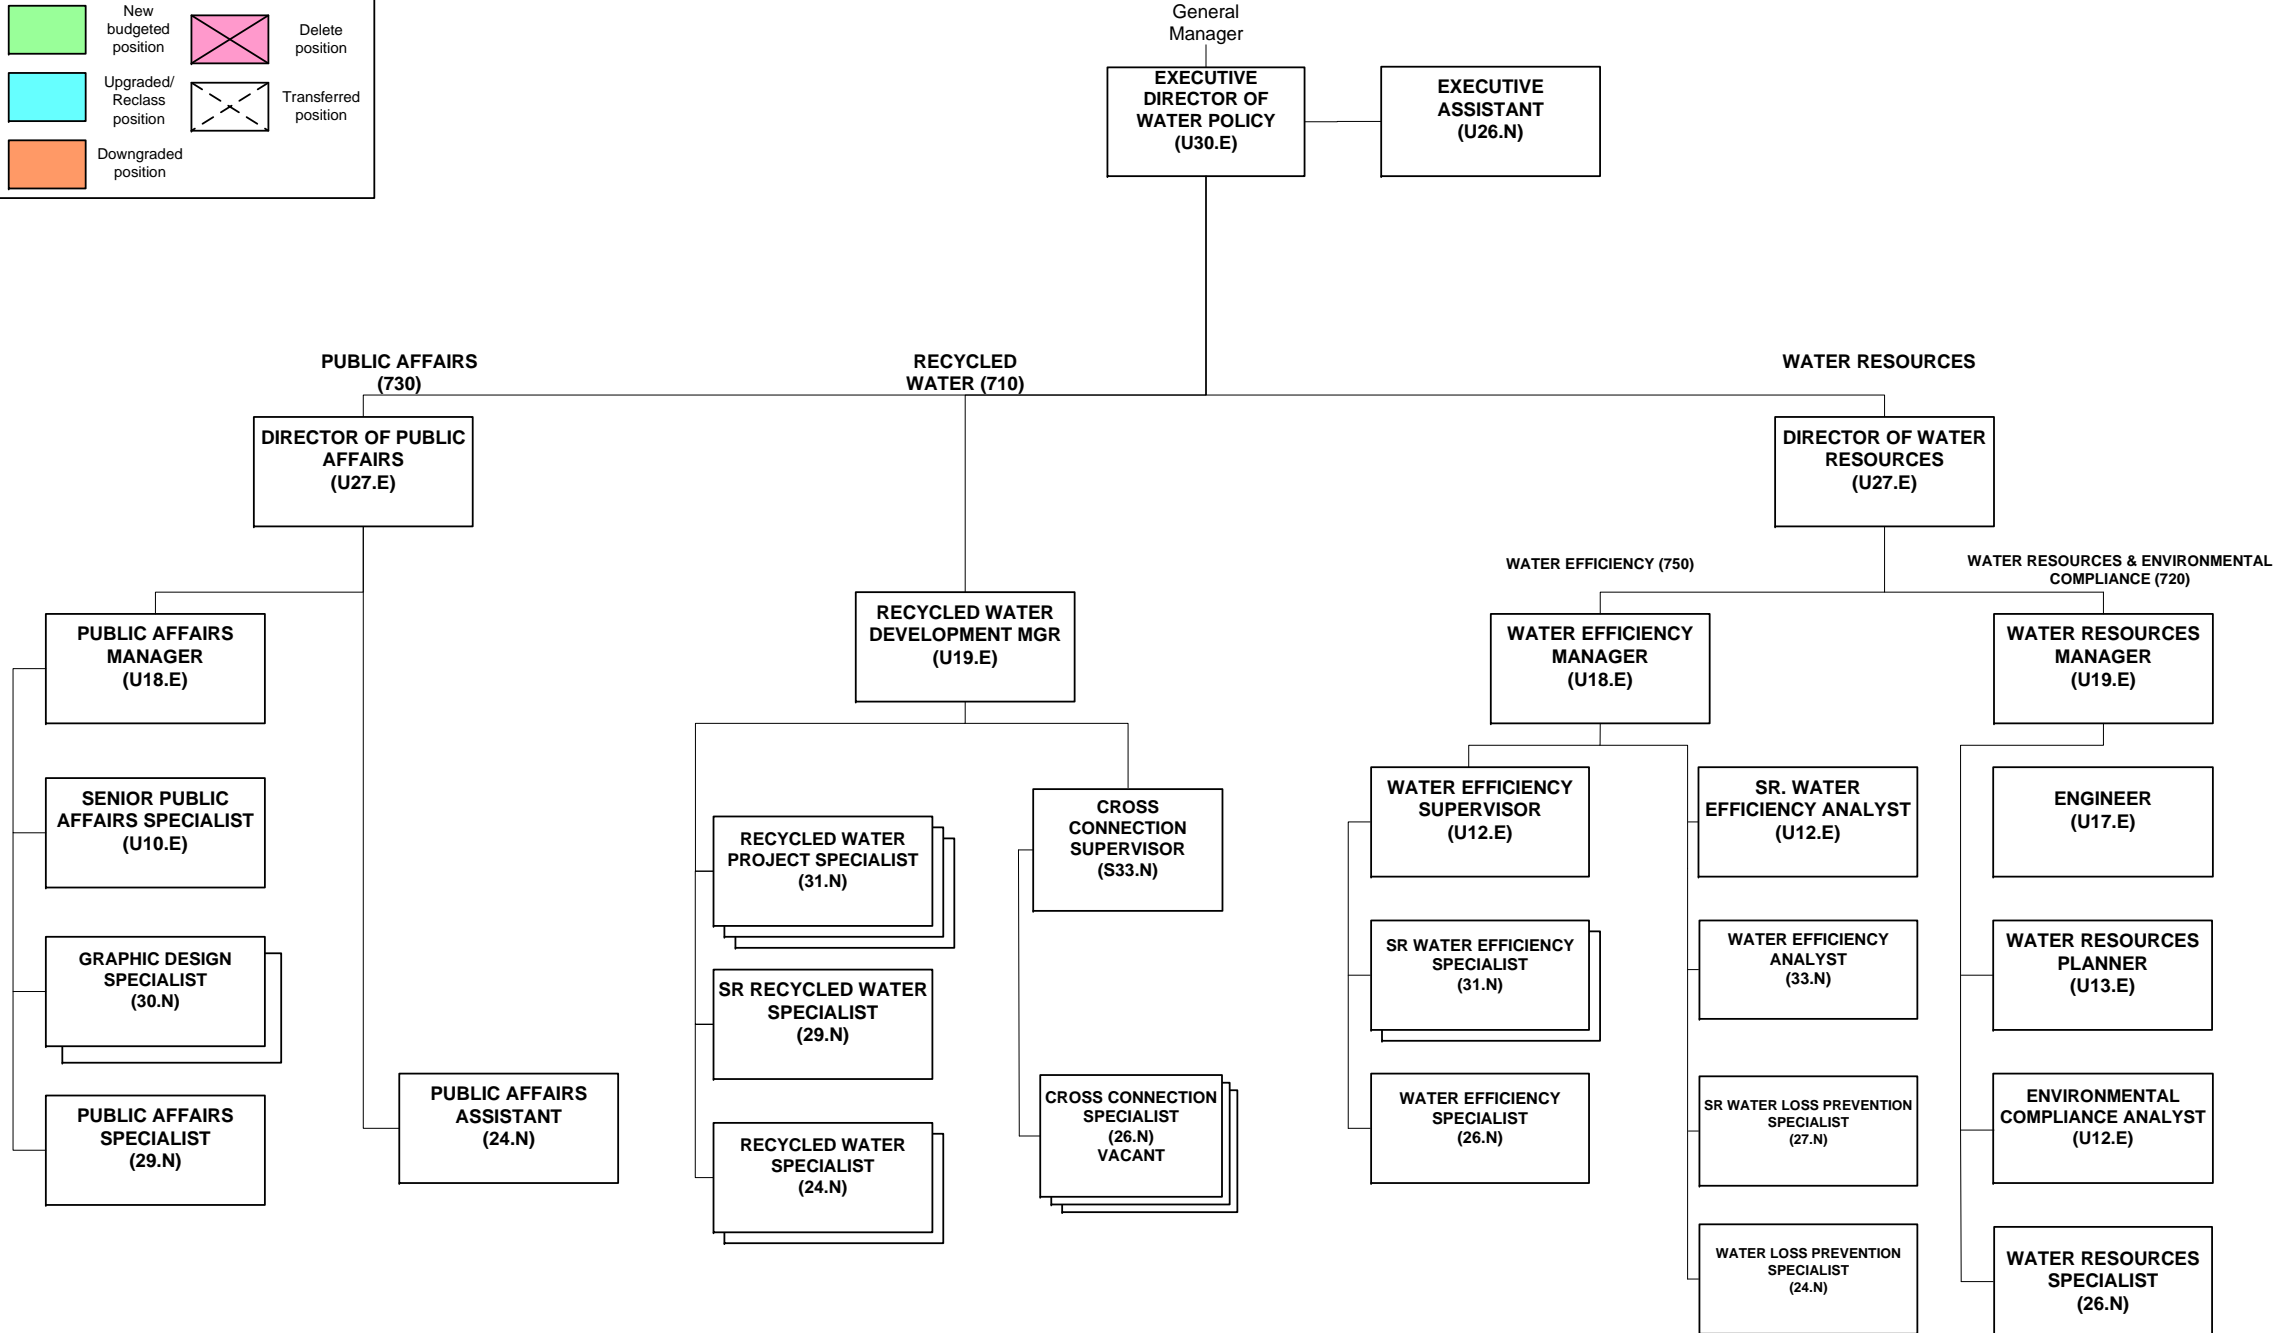 New
budgeted
position
Delete
position
Upgraded/
Reclass
position
Transferred
position
Downgraded
position
General
Manager
EXECUTIVE
DIRECTOR OF
WATER POLICY
(U30.E)
EXECUTIVE
ASSISTANT
(U26.N)
PUBLIC AFFAIRS
(730)
RECYCLED
WATER (710)
WATER RESOURCES
DIRECTOR OF PUBLIC
AFFAIRS
(U27.E)
DIRECTOR OF WATER
RESOURCES
(U27.E)
WATER EFFICIENCY (750)
WATER RESOURCES & ENVIRONMENTAL
COMPLIANCE (720)
PUBLIC AFFAIRS
MANAGER
(U18.E)
RECYCLED WATER
DEVELOPMENT MGR
(U19.E)
WATER EFFICIENCY
MANAGER
(U18.E)
WATER RESOURCES
MANAGER
(U19.E)
SENIOR PUBLIC
AFFAIRS SPECIALIST
(U10.E)
GRAPHIC DESIGN
SPECIALIST
(30.N)
PUBLIC AFFAIRS
SPECIALIST
(29.N)
PUBLIC AFFAIRS
ASSISTANT
(24.N)
RECYCLED WATER
PROJECT SPECIALIST
(31.N)
SR RECYCLED WATER
SPECIALIST
(29.N)
RECYCLED WATER
SPECIALIST
(24.N)
CROSS
CONNECTION
SUPERVISOR
(S33.N)
CROSS CONNECTION
SPECIALIST
(26.N)
VACANT
WATER EFFICIENCY
SUPERVISOR
(U12.E)
SR WATER EFFICIENCY
SPECIALIST
(31.N)
WATER EFFICIENCY
SPECIALIST
(26.N)
SR. WATER
EFFICIENCY ANALYST
(U12.E)
WATER EFFICIENCY
ANALYST
(33.N)
SR WATER LOSS PREVENTION
SPECIALIST
(27.N)
WATER LOSS PREVENTION
SPECIALIST
(24.N)
ENGINEER
(U17.E)
WATER RESOURCES
PLANNER
(U13.E)
ENVIRONMENTAL
COMPLIANCE ANALYST
(U12.E)
WATER RESOURCES
SPECIALIST
(26.N)